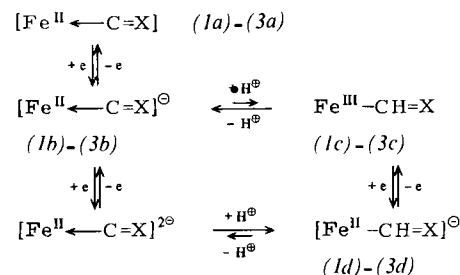 [Fe^II ← C=X] (1a)–(3a)
+e ⇅ –e
[Fe^II ← C=X]^⊖ +H^⊕ ⇄ –H^⊕ Fe^III–CH=X
(1b)–(3b) (1c)–(3c)
+e ⇅ –e +e ⇅ –e
[Fe^II ← C=X]^2⊖ +H^⊕ ⇄ –H^⊕ [Fe^II–CH=X]^⊖
(1d)–(3d)